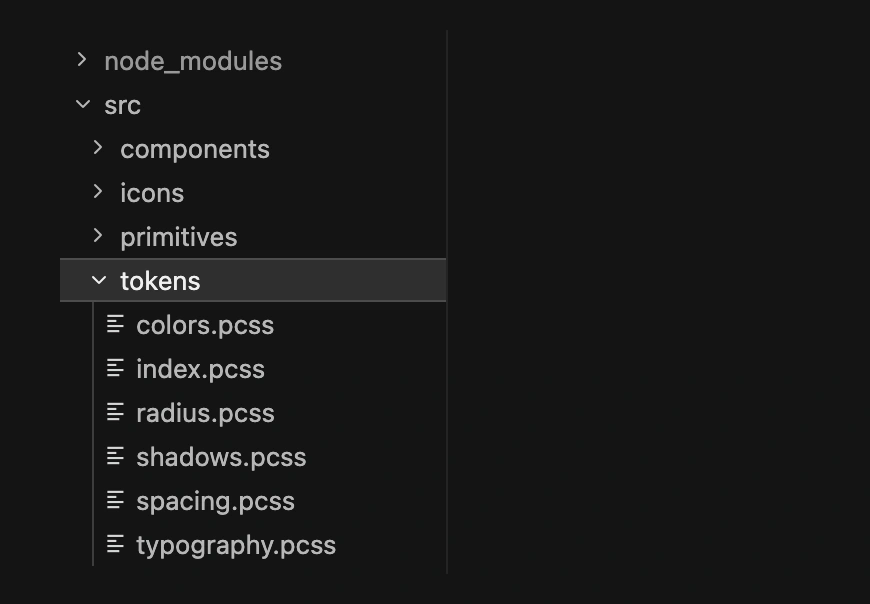 node_modules
src
components
icons
primitives
tokens
colors.pcss
index.pcss
radius.pcss
shadows.pcss
spacing.pcss
typography.pcss